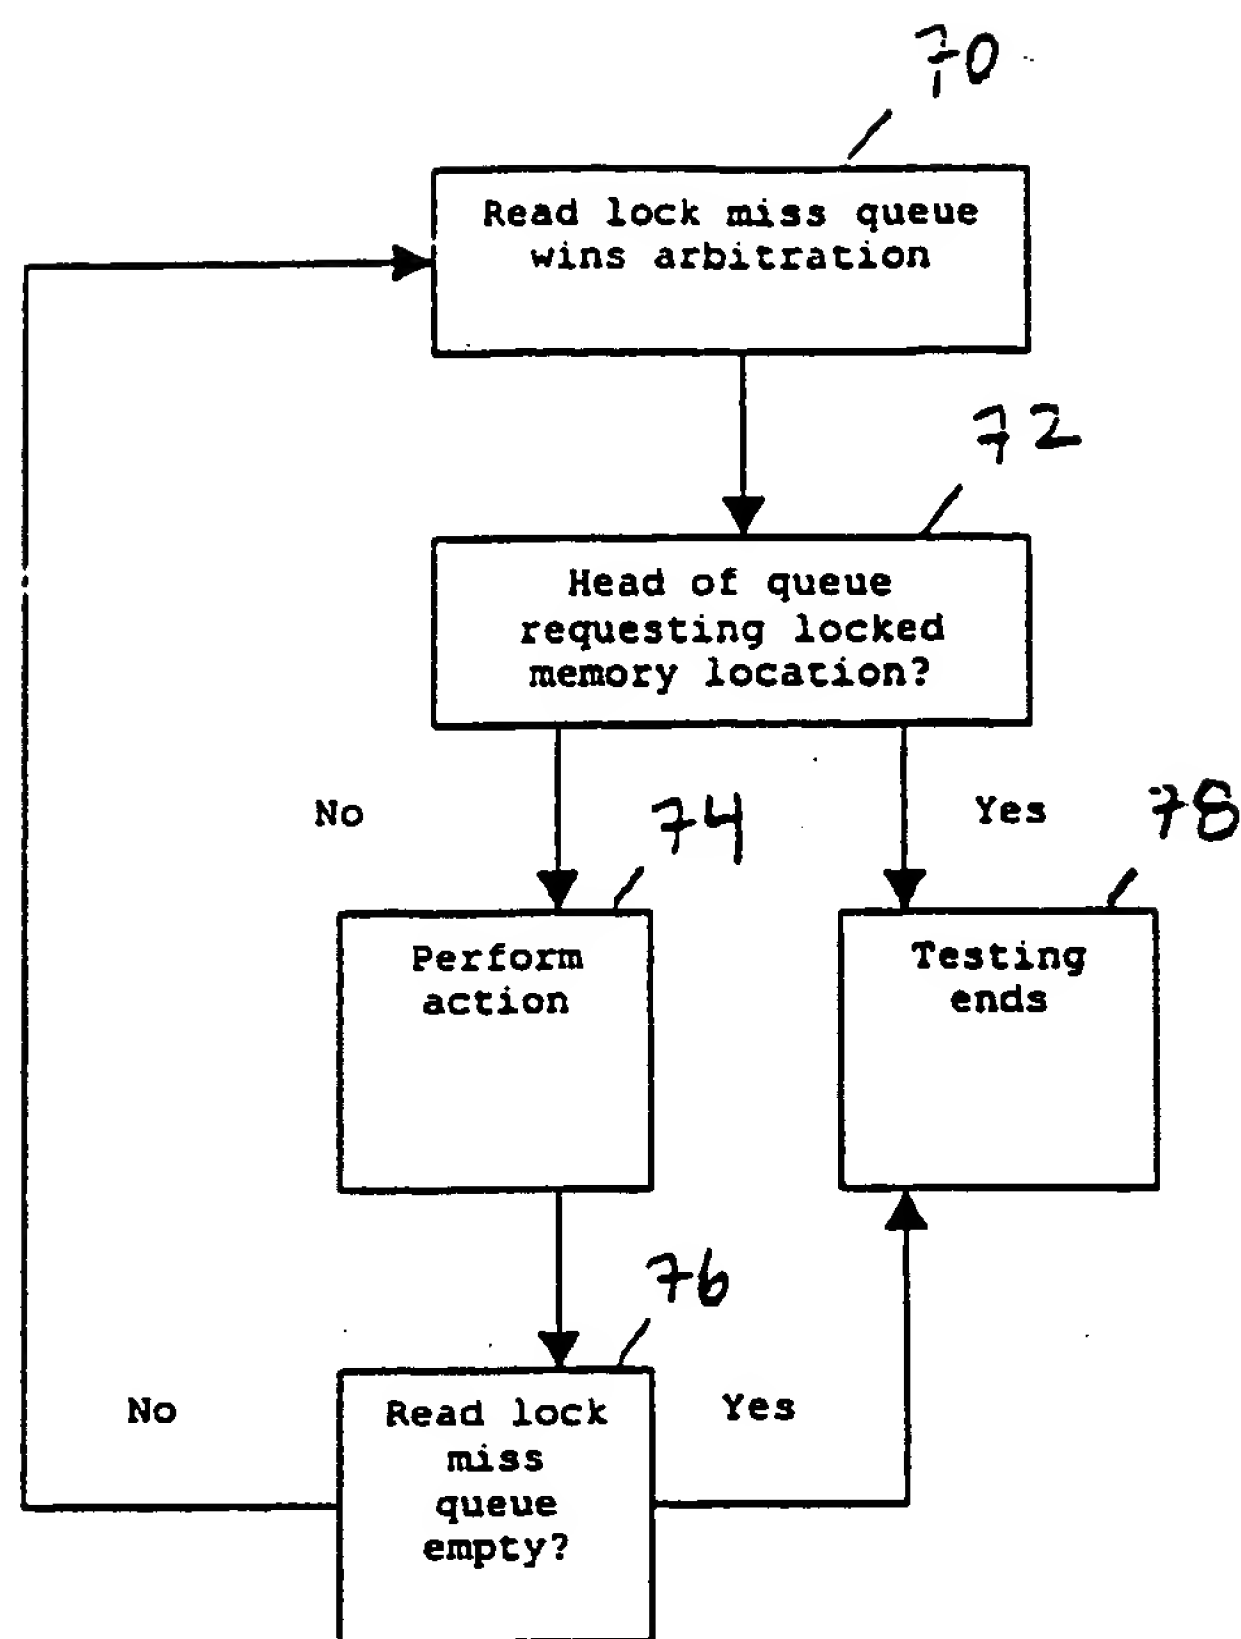 70
Read lock miss queue
wins arbitration
72
Head of queue
requesting locked
memory location?
No
74
Yes
78
Perform
action
Testing
ends
76
No
Read lock
miss
queue
empty?
Yes